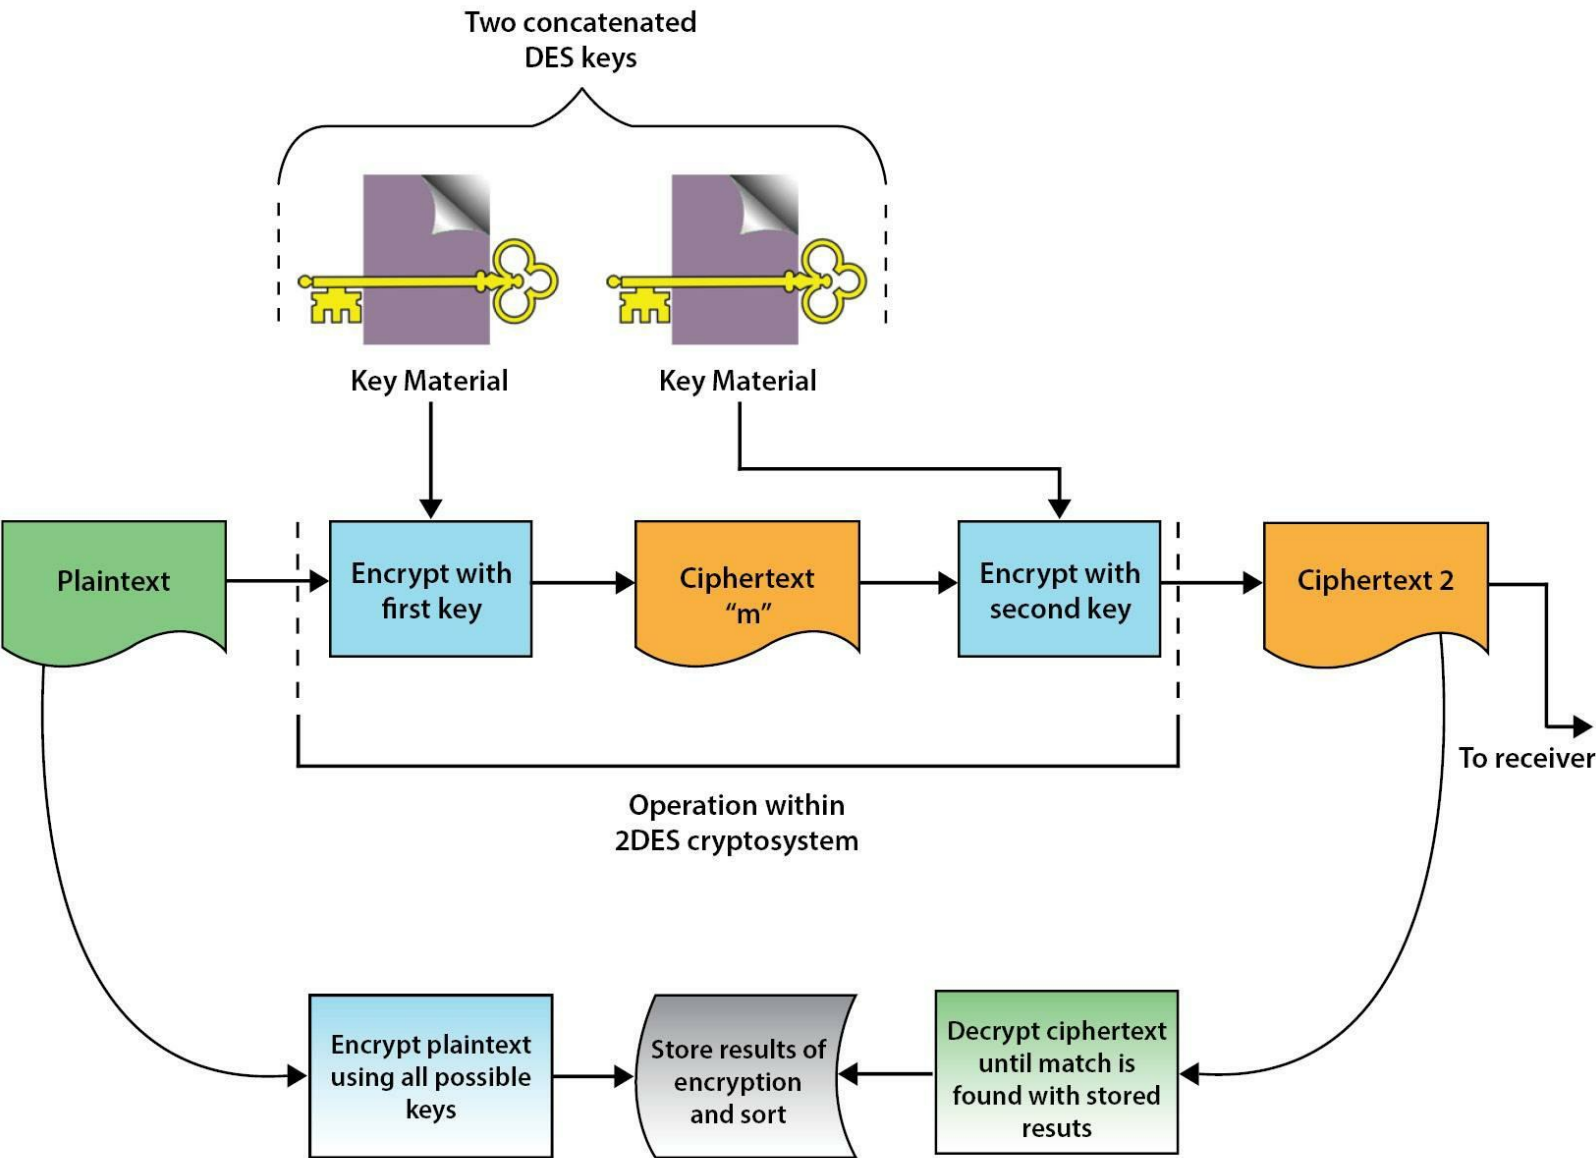 Two concatenated
DES keys
Key Material
Key Material
Plaintext
Encrypt with
first key
Ciphertext
“m”
Encrypt with
second key
Ciphertext 2
To receiver
Operation within
2DES cryptosystem
Encrypt plaintext
using all possible
keys
Store results of
encryption
and sort
Decrypt ciphertext
until match is
found with stored
resuts